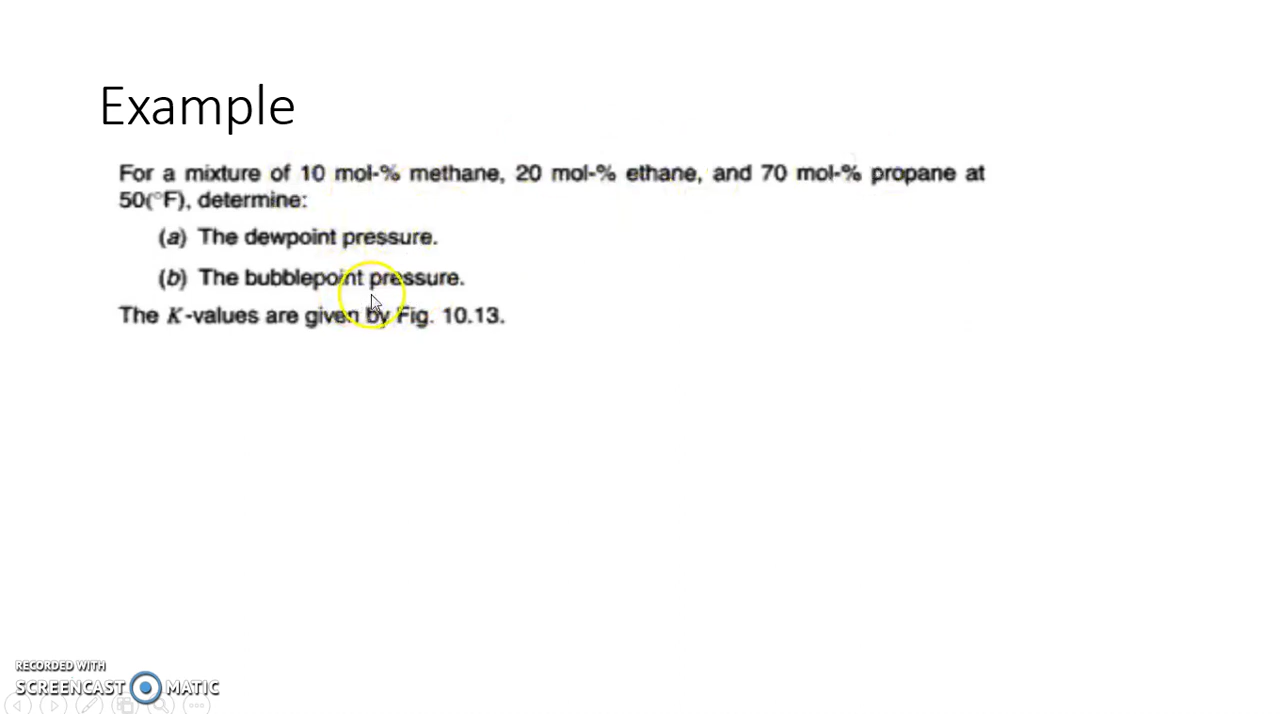 Example
For a mixture of 10 mol-% methane, 20 mol-% ethane, and 70 mol-% propane at
50(°F), determine:
(a) The dewpoint pressure.
(b) The bubblepoint pressure.
The K-values are given by Fig. 10.13.
RECORDED WITH
SCREENCAST MATIC